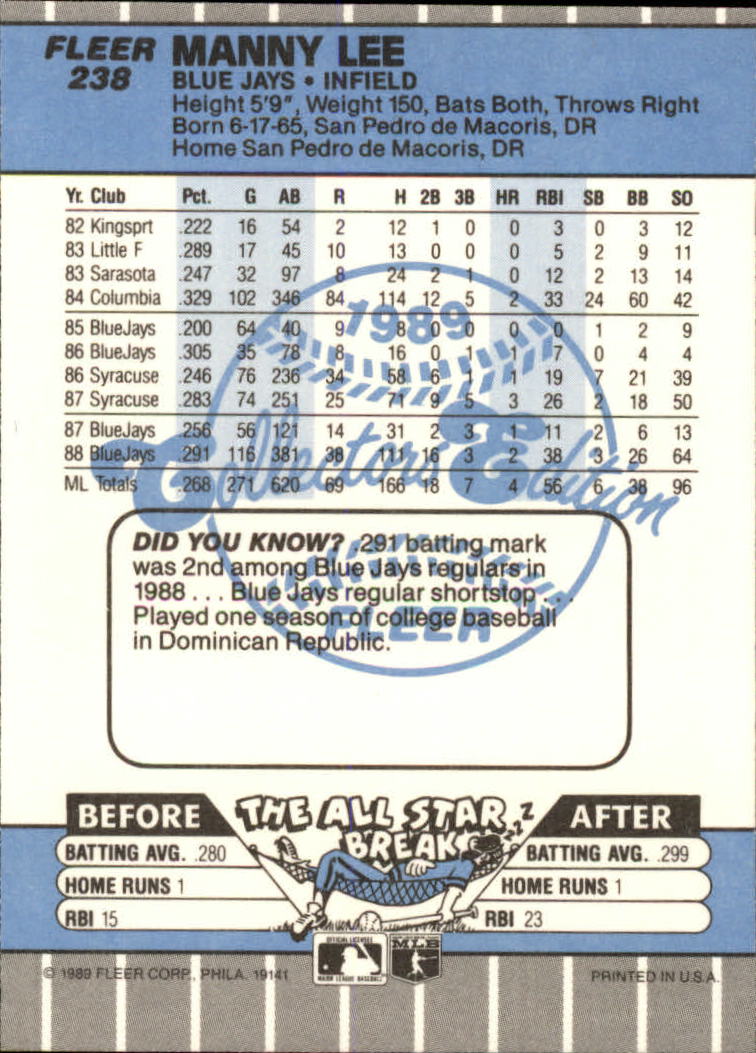 FLEER MANNY LEE
238 BLUE JAYS • INFIELD
Height 5'9", Weight 150, Bats Both, Throws Right
Born 6-17-65, San Pedro de Macoris, DR
Home San Pedro de Macoris, DR
Yr. Club Pct. G AB R H 2B 3B HR RBI SB BB SO
82 Kingsprt .222 16 54 2 12 1 0 0 3 0 3 12
83 Little F .289 17 45 10 13 0 0 0 5 2 9 11
83 Sarasota .247 32 97 8 24 2 1 0 12 2 13 14
84 Columbia .329 102 346 84 114 12 5 2 33 24 60 42
85 BlueJays .200 64 40 9 8 0 0 0 0 1 2 9
86 BlueJays .305 35 78 8 16 0 1 1 7 0 4 4
86 Syracuse .246 76 236 34 58 6 1 1 19 7 21 39
87 Syracuse .283 74 251 25 71 9 5 3 26 2 18 50
87 BlueJays .256 56 121 14 31 2 3 1 11 2 6 13
88 BlueJays .291 116 381 38 111 16 3 2 38 3 26 64
ML Totals .268 271 620 69 166 18 7 4 56 6 38 96
1989
Collectors Edition
FLEER
DID YOU KNOW? .291 batting mark
was 2nd among Blue Jays regulars in
1988 . . . Blue Jays regular shortstop . . .
Played one season of college baseball
in Dominican Republic.
BEFORE THE ALL STAR BREAK ZZZZ AFTER
BATTING AVG. .280 BATTING AVG. .299
HOME RUNS 1 HOME RUNS 1
RBI 15 RBI 23
OFFICIAL LICENSEE
MAJOR LEAGUE BASEBALL
MLB
© 1989 FLEER CORP., PHILA. 19141 PRINTED IN U.S.A.